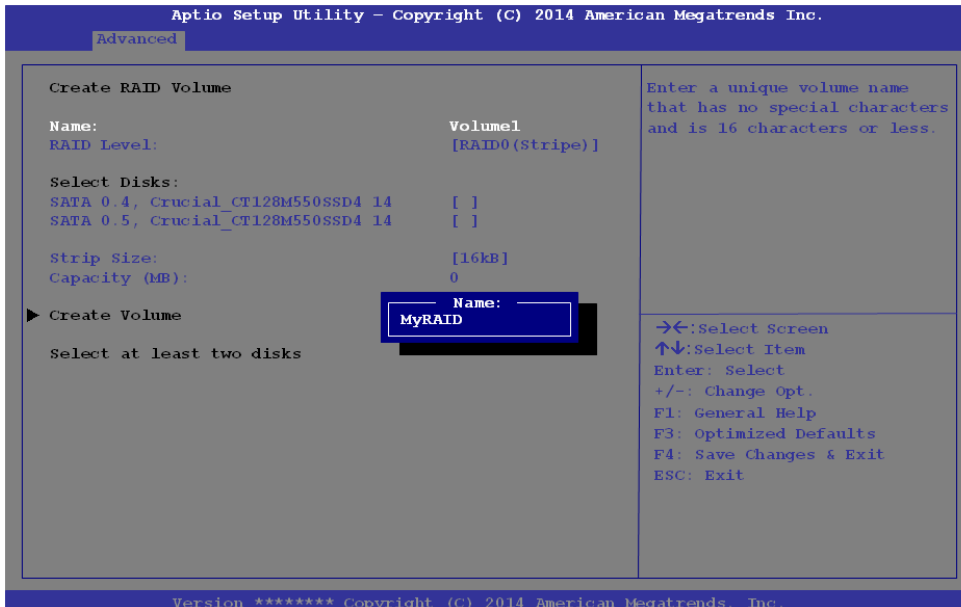 Aptio Setup Utility – Copyright (C) 2014 American Megatrends Inc.
Advanced
Create RAID Volume
Name: Volume1
RAID Level: [RAID0(Stripe)]
Select Disks:
SATA 0.4, Crucial_CT128M550SSD4 14 [ ]
SATA 0.5, Crucial_CT128M550SSD4 14 [ ]
Strip Size: [16kB]
Capacity (MB): 0
▶ Create Volume
Select at least two disks
Name:
MyRAID
Enter a unique volume name
that has no special characters
and is 16 characters or less.
→←:Select Screen
↑↓:Select Item
Enter: Select
+/-: Change Opt.
F1: General Help
F3: Optimized Defaults
F4: Save Changes & Exit
ESC: Exit
Version ******** Copyright (C) 2014 American Megatrends, Inc.